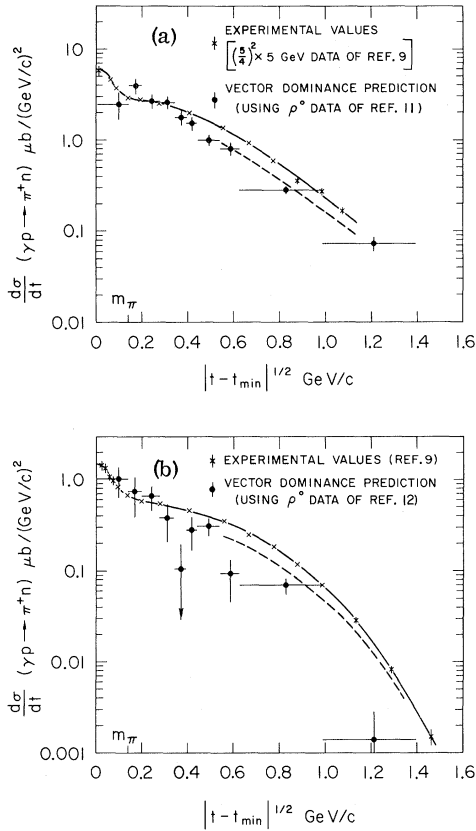 (a)
EXPERIMENTAL VALUES
[(5/4)² × 5 GeV DATA OF REF. 9]
VECTOR DOMINANCE PREDICTION
(USING ρ° DATA OF REF. 11)
10
1.0
0.1
0.01
dσ/dt (γp → π⁺n) μb/(GeV/c)²
mπ
0 0.2 0.4 0.6 0.8 1.0 1.2 1.4 1.6
|t − tmin|^1/2 GeV/c
(b)
EXPERIMENTAL VALUES (REF. 9)
VECTOR DOMINANCE PREDICTION
(USING ρ° DATA OF REF. 12)
1.0
0.1
0.01
0.001
dσ/dt (γp → π⁺n) μb/(GeV/c)²
mπ
0 0.2 0.4 0.6 0.8 1.0 1.2 1.4 1.6
|t − tmin|^1/2 GeV/c